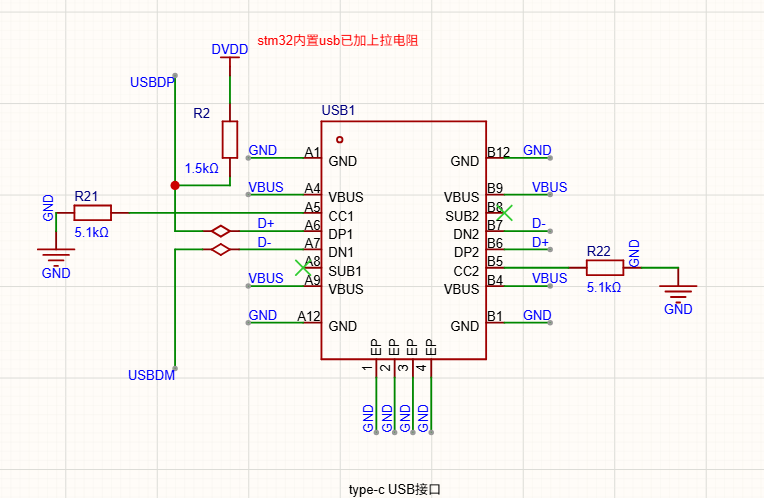 stm32内置usb已加上拉电阻
DVDD
USBDP
R2
1.5kΩ
USB1
GND A1 GND
GND B12 GND
VBUS A4 VBUS
VBUS B9 VBUS
R21
5.1kΩ
GND
GND
A5 CC1
SUB2 B8
D+ A6 DP1
DN2 B7 D-
D- A7 DN1
DP2 B6 D+
A8 SUB1
CC2 B5
R22
5.1kΩ
GND
GND
VBUS A9 VBUS
VBUS B4 VBUS
GND A12 GND
GND B1 GND
EP EP EP EP
1 2 3 4
GND GND GND GND
USBDM
type-c USB接口